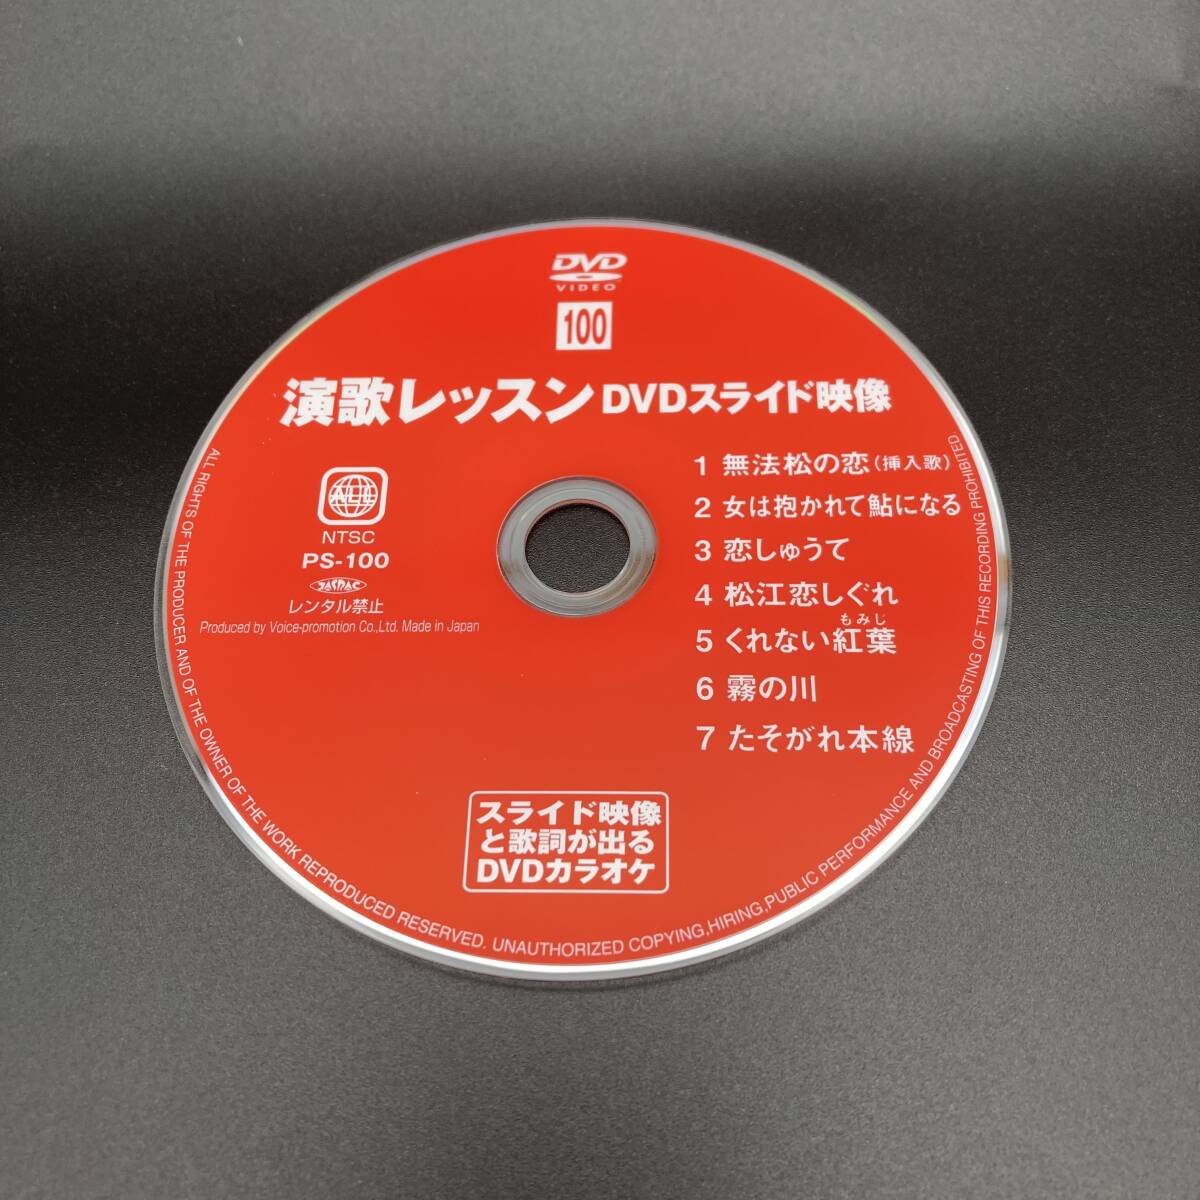 DVD
VIDEO
100
演歌レッスンDVDスライド映像
ALL
NTSC
PS-100
JASRAC
レンタル禁止
Produced by Voice-promotion Co.,Ltd. Made in Japan
1 無法松の恋(挿入歌)
2 女は抱かれて鮎になる
3 恋しゅうて
4 松江恋しぐれ
もみじ
5 くれない紅葉
6 霧の川
7 たそがれ本線
スライド映像
と歌詞が出る
DVDカラオケ
ALL RIGHTS OF THE PRODUCER AND OF THE OWNER OF THE WORK REPRODUCED RESERVED. UNAUTHORIZED COPYING,HIRING,PUBLIC PERFORMANCE AND BROADCASTING OF THIS RECORDING PROHIBITED.